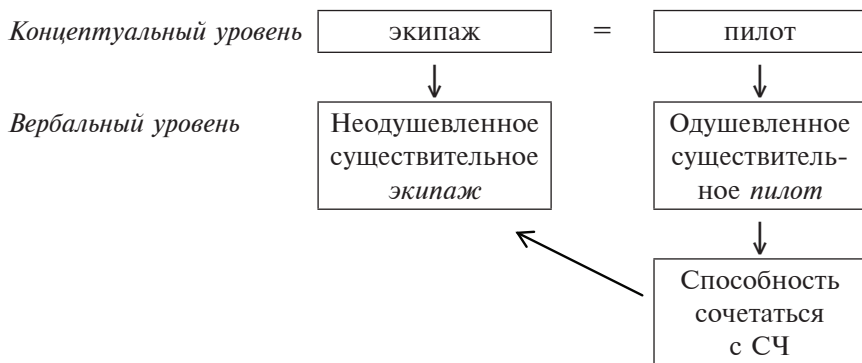 Концептуальный уровень экипаж = пилот
Вербальный уровень
Неодушевленное
существительное
экипаж
Одушевленное
существитель-
ное пилот
Способность
сочетаться
с СЧ